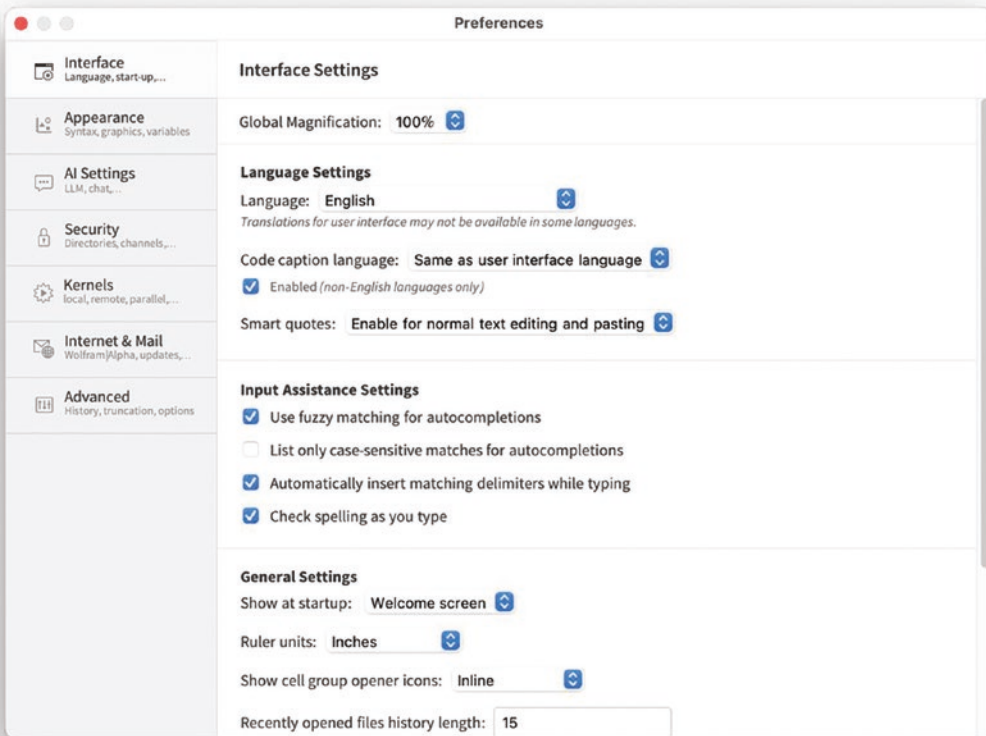 Preferences
Interface
Language, start-up,...
Appearance
Syntax, graphics, variables
AI Settings
LLM, chat,...
Security
Directories, channels,...
Kernels
local, remote, parallel,...
Internet & Mail
Wolfram|Alpha, updates,...
Advanced
History, truncation, options
Interface Settings
Global Magnification: 100%
Language Settings
Language: English
Translations for user interface may not be available in some languages.
Code caption language: Same as user interface language
Enabled (non-English languages only)
Smart quotes: Enable for normal text editing and pasting
Input Assistance Settings
Use fuzzy matching for autocompletions
List only case-sensitive matches for autocompletions
Automatically insert matching delimiters while typing
Check spelling as you type
General Settings
Show at startup: Welcome screen
Ruler units: Inches
Show cell group opener icons: Inline
Recently opened files history length: 15